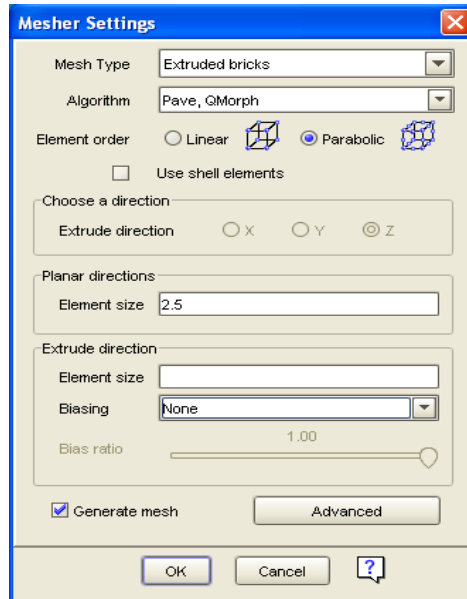 Mesher Settings
Mesh Type Extruded bricks
Algorithm Pave, QMorph
Element order Linear Parabolic
Use shell elements
Choose a direction
Extrude direction X Y Z
Planar directions
Element size 2.5
Extrude direction
Element size
Biasing None
1.00
Bias ratio
Generate mesh Advanced
OK Cancel ?